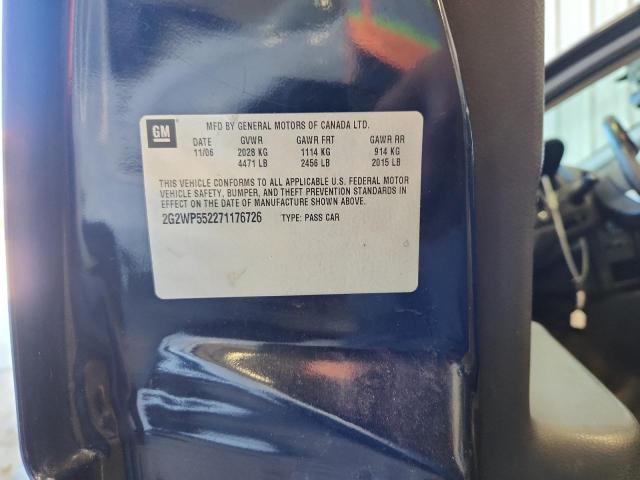 GM
MFD BY GENERAL MOTORS OF CANADA LTD.
DATE GVWR GAWR FRT GAWR RR
11/06 2028 KG 1114 KG 914 KG
4471 LB 2456 LB 2015 LB
THIS VEHICLE CONFORMS TO ALL APPLICABLE U.S. FEDERAL MOTOR
VEHICLE SAFETY, BUMPER, AND THEFT PREVENTION STANDARDS IN
EFFECT ON THE DATE OF MANUFACTURE SHOWN ABOVE.
2G2WP552271176726 TYPE: PASS CAR